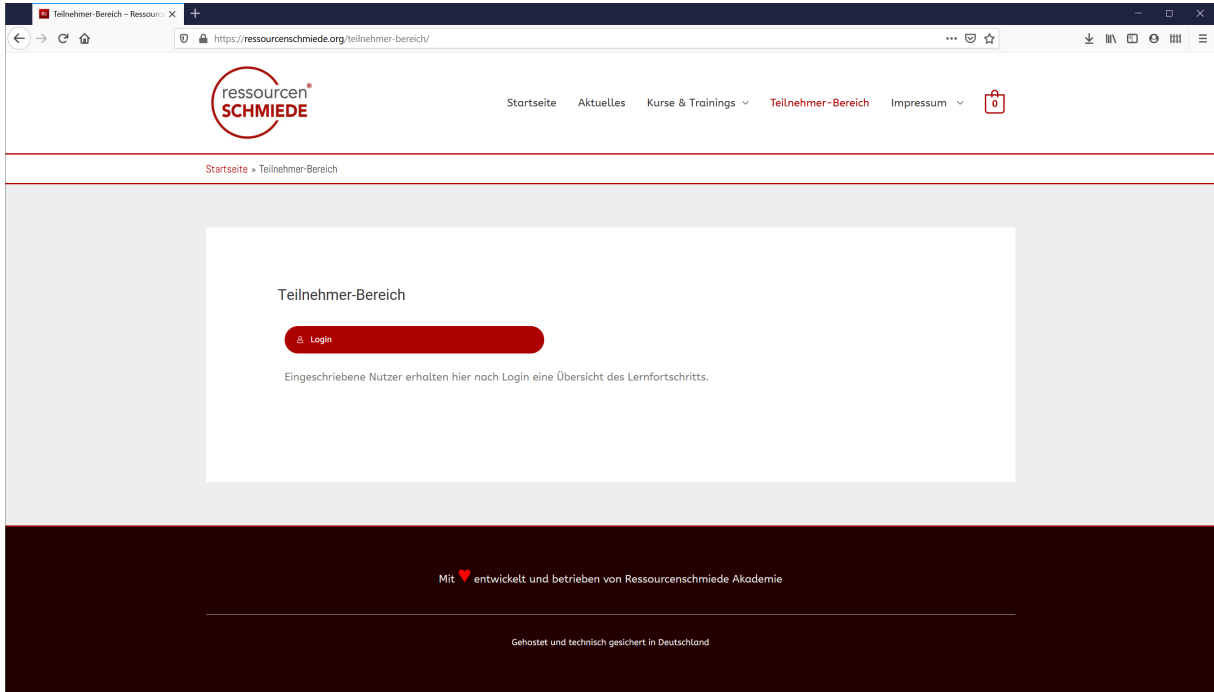 Teilnehmer-Bereich – Ressourc
https://ressourcenschmiede.org/teilnehmer-bereich/
ressourcen®
SCHMIEDE
Startseite Aktuelles Kurse & Trainings Teilnehmer-Bereich Impressum 0
Startseite » Teilnehmer-Bereich
Teilnehmer-Bereich
Login
Eingeschriebene Nutzer erhalten hier nach Login eine Übersicht des Lernfortschritts.
Mit ♥ entwickelt und betrieben von Ressourcenschmiede Akademie
Gehostet und technisch gesichert in Deutschland